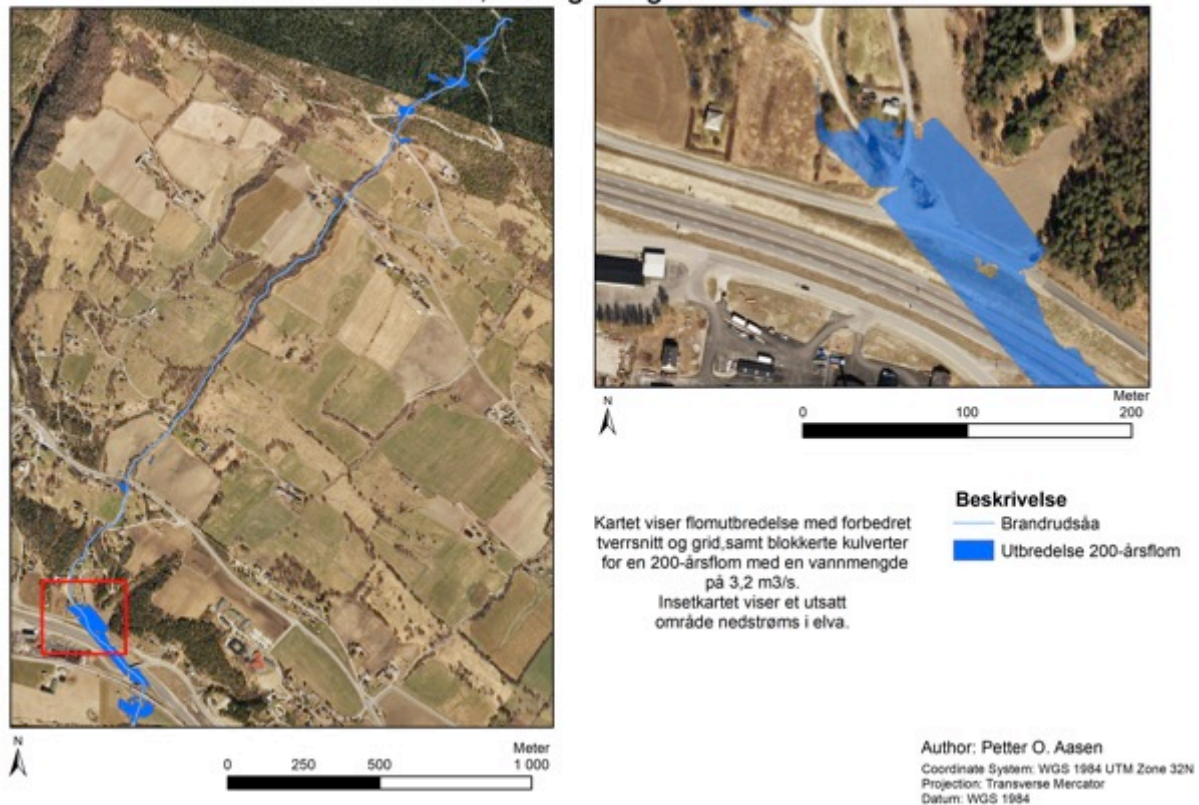 N
Meter
0 100 200
Kartet viser flomutbredelse med forbedret
tverrsnitt og grid,samt blokkerte kulverter
for en 200-årsflom med en vannmengde
på 3,2 m3/s.
Insetkartet viser et utsatt
område nedstrøms i elva.
Beskrivelse
Brandrudsåa
Utbredelse 200-årsflom
N
Meter
0 250 500 1 000
Author: Petter O. Aasen
Coordinate System: WGS 1984 UTM Zone 32N
Projection: Transverse Mercator
Datum: WGS 1984